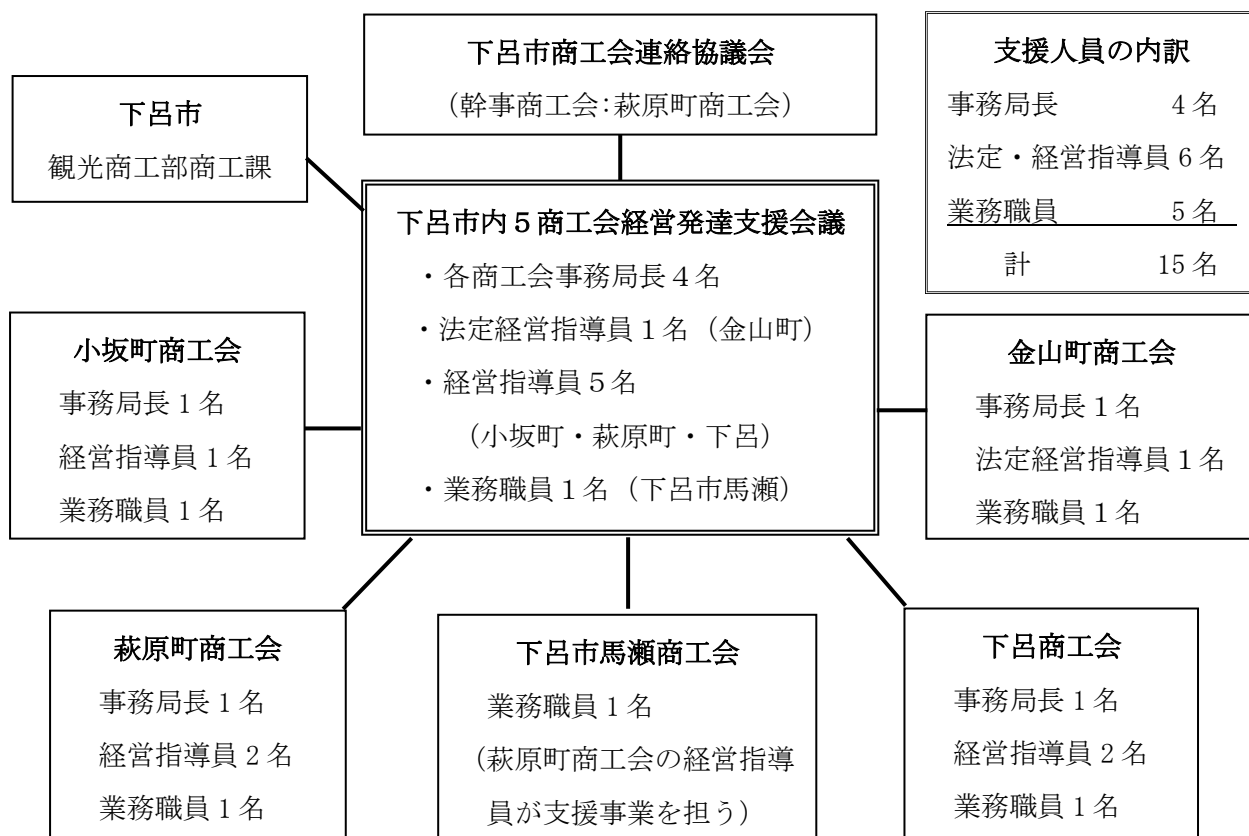 下呂市商工会連絡協議会
(幹事商工会:萩原町商工会)
支援人員の内訳
事務局長 4名
法定・経営指導員 6名
業務職員 5名
計 15名
下呂市
観光商工部商工課
下呂市内5商工会経営発達支援会議
・各商工会事務局長4名
・法定経営指導員1名(金山町)
・経営指導員5名
(小坂町・萩原町・下呂)
・業務職員1名(下呂市馬瀬)
小坂町商工会
事務局長1名
経営指導員1名
業務職員1名
金山町商工会
事務局長1名
法定経営指導員1名
業務職員1名
萩原町商工会
事務局長1名
経営指導員2名
業務職員1名
下呂市馬瀬商工会
業務職員1名
(萩原町商工会の経営指導
員が支援事業を担う)
下呂商工会
事務局長1名
経営指導員2名
業務職員1名